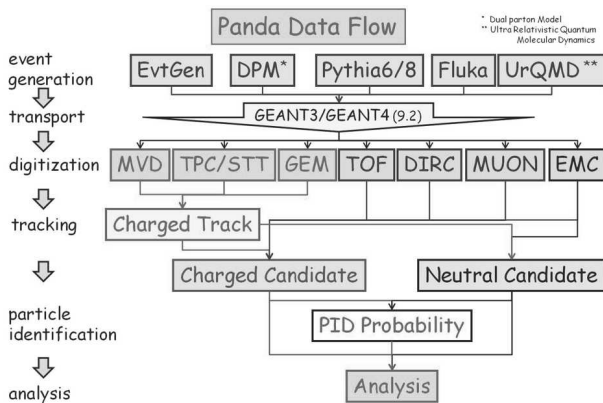 Panda Data Flow
* Dual parton Model
** Ultra Relativistic Quantum
Molecular Dynamics
event
generation
EvtGen DPM* Pythia6/8 Fluka UrQMD**
transport
GEANT3/GEANT4 (9.2)
digitization
MVD TPC/STT GEM TOF DIRC MUON EMC
tracking
Charged Track
Charged Candidate Neutral Candidate
particle
identification
PID Probability
analysis
Analysis